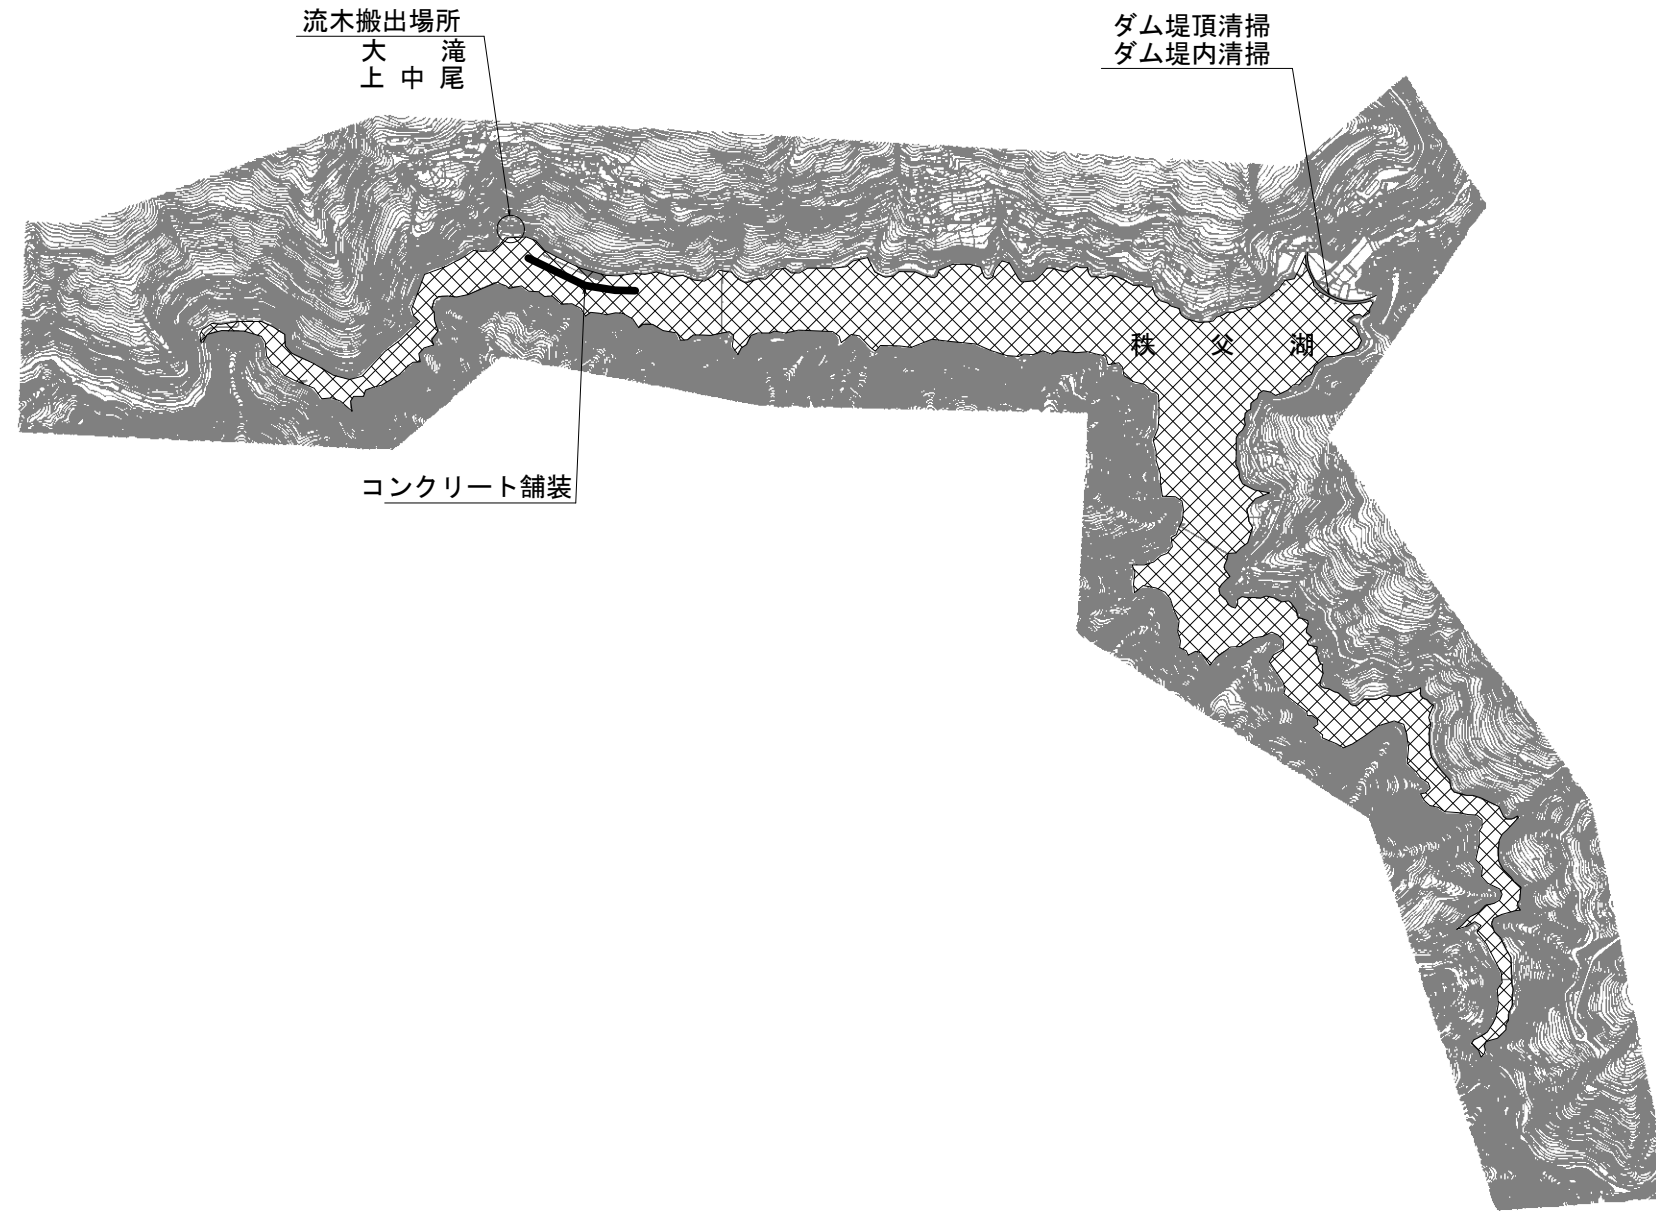 流木搬出場所
大滝
上中尾
ダム堤頂清掃
ダム堤内清掃
秩父湖
コンクリート舗装